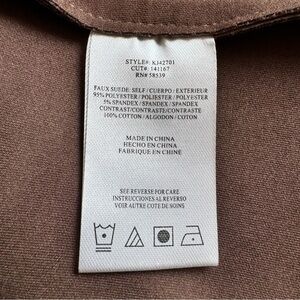 STYLE#: KJ42701
CUT#: 141167
RN# 58539
FAUX SUEDE: SELF / CUERPO / EXTERIEUR
95% POLYESTER / POLIESTER / POLYESTER
5% SPANDEX / SPANDEX / SPANDEX
CONTRAST/CONTRASTE/CONTRASTE
100% COTTON / ALGODON / COTON
MADE IN CHINA
HECHO EN CHINA
FABRIQUE EN CHINE
SEE REVERSE FOR CARE
INSTRUCCIONES AL REVERSO
VOIR AUTRE COTE DE SOINS